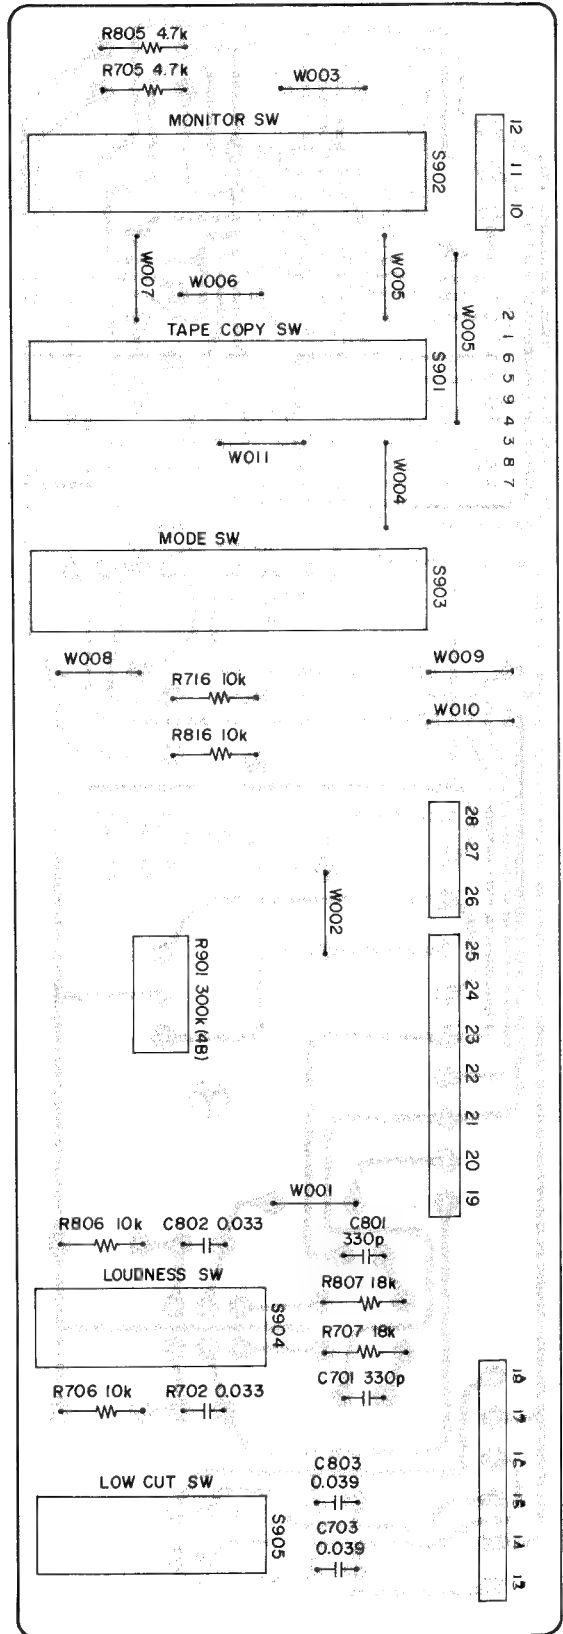 R805 4.7k
R705 4.7k
W003
MONITOR SW
S902
12
11
10
W007
W006
W005
W005
TAPE COPY SW
S901
2
1
6
5
9
4
3
8
7
W011
W004
MODE SW
S903
W008
W009
R716 10k
W010
R816 10k
28
27
26
W002
R901 300k (4B)
25
24
23
22
21
20
19
W001
R806 10k
C802 0.033
C801
330p
LOUDNESS SW
S904
R807 18k
R707 18k
R706 10k
R702 0.033
C701 330p
18
17
16
15
14
13
C803
0.039
LOW CUT SW
S905
C703
0.039